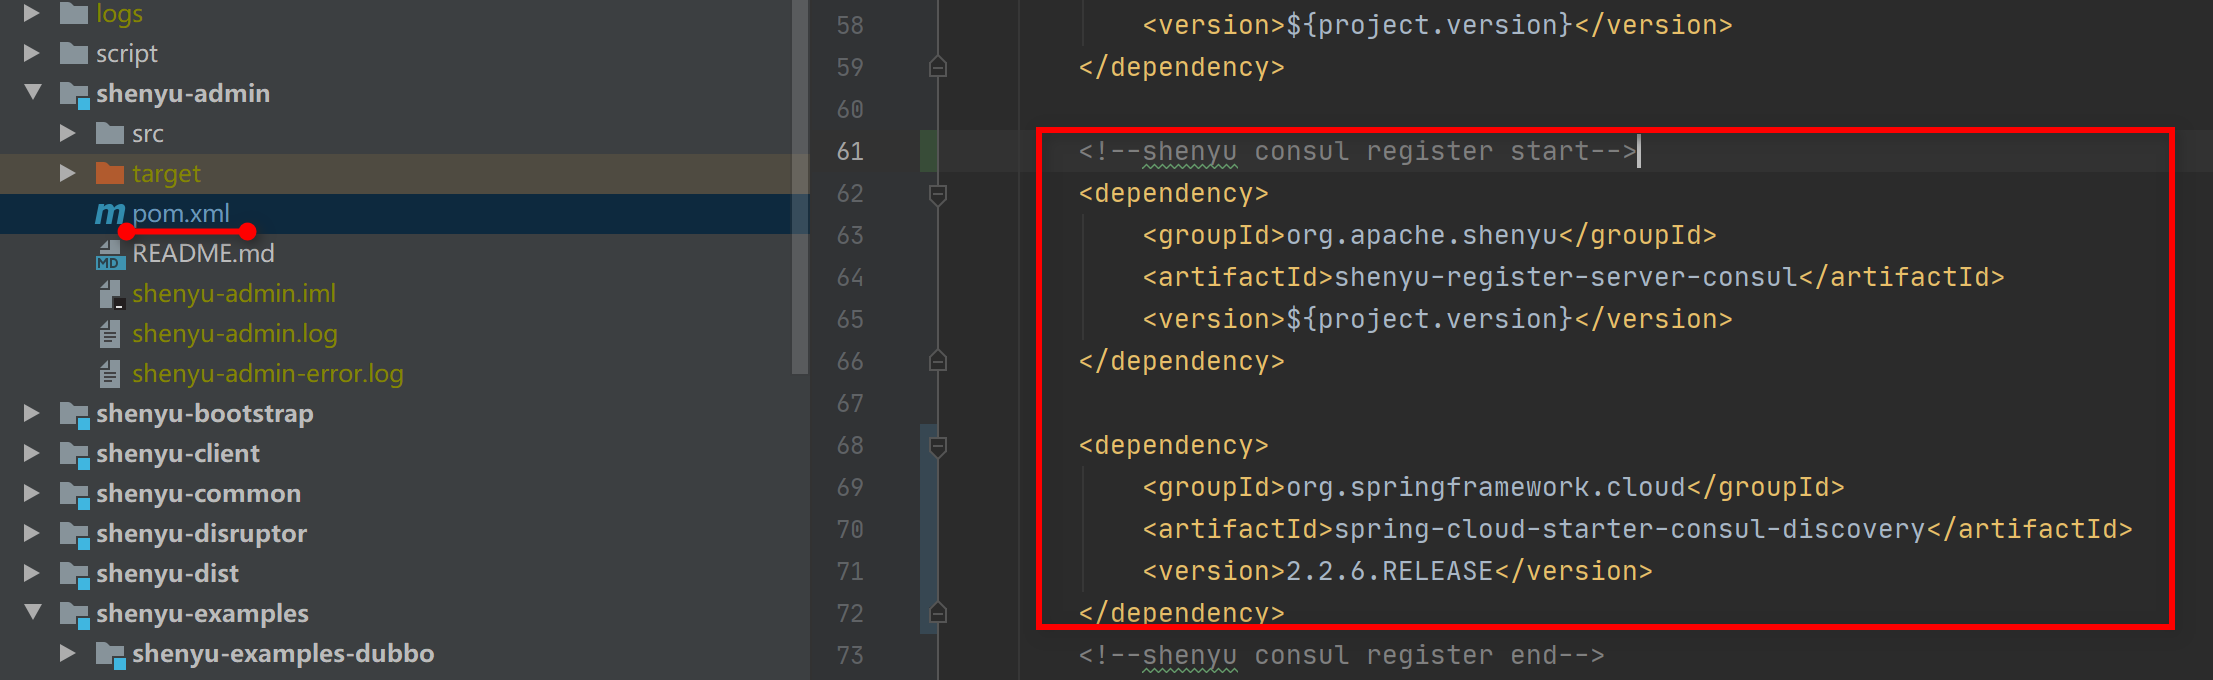 logs
script
shenyu-admin
src
target
pom.xml
README.md
shenyu-admin.iml
shenyu-admin.log
shenyu-admin-error.log
shenyu-bootstrap
shenyu-client
shenyu-common
shenyu-disruptor
shenyu-dist
shenyu-examples
shenyu-examples-dubbo
58 <version>${project.version}</version>
59 </dependency>
60
61 <!--shenyu consul register start-->
62 <dependency>
63 <groupId>org.apache.shenyu</groupId>
64 <artifactId>shenyu-register-server-consul</artifactId>
65 <version>${project.version}</version>
66 </dependency>
67
68 <dependency>
69 <groupId>org.springframework.cloud</groupId>
70 <artifactId>spring-cloud-starter-consul-discovery</artifactId>
71 <version>2.2.6.RELEASE</version>
72 </dependency>
73 <!--shenyu consul register end-->